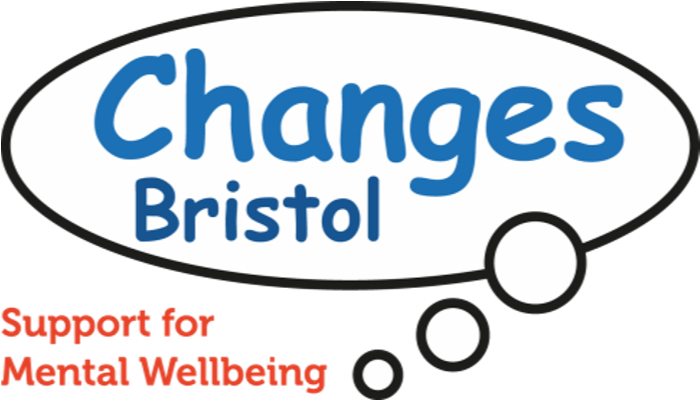 Changes
Bristol
Support for
Mental Wellbeing